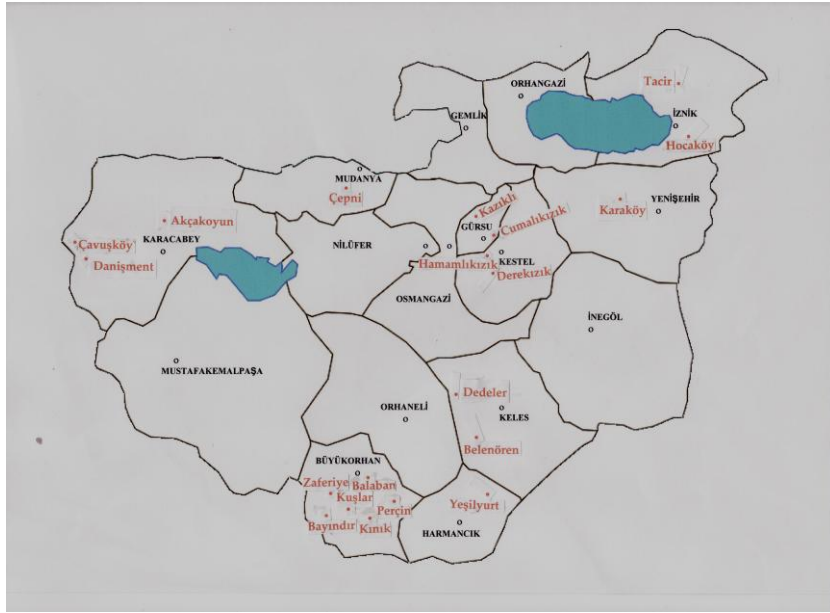 ORHANGAZİ
Tacir
GEMLİK
İZNİK
Hocaköy
MUDANYA
Çepni
Karaköy
YENİŞEHİR
Kazıklı
GÜRSU
Cumalıkızık
Akçakoyun
KARACABEY
Çavuşköy
Danişment
NİLÜFER
Hamamlıkızık
KESTEL
Derekızık
OSMANGAZİ
İNEGÖL
MUSTAFAKEMALPAŞA
Dedeler
KELES
ORHANELİ
Belenören
BÜYÜKORHAN
Zaferiye
Balaban
Kuşlar
Perçin
Bayındır
Kınık
Yeşilyurt
HARMANCIK